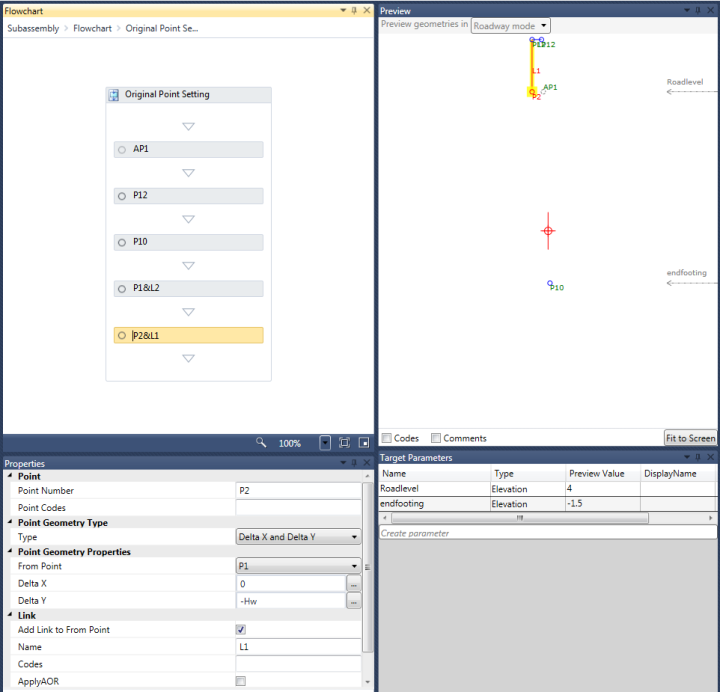 Flowchart
Subassembly > Flowchart > Original Point Se...
Original Point Setting
AP1
P12
P10
P1&L2
P2&L1
100%
Preview
Preview geometries in Roadway mode
P12
L1
AP1
P2
Roadlevel
endfooting
P10
Codes Comments Fit to Screen
Properties
Point
Point Number P2
Point Codes
Point Geometry Type
Type Delta X and Delta Y
Point Geometry Properties
From Point P1
Delta X 0 ...
Delta Y -Hw ...
Link
Add Link to From Point
Name L1
Codes
ApplyAOR
Target Parameters
Name Type Preview Value DisplayName
Roadlevel Elevation 4
endfooting Elevation -1.5
Create parameter